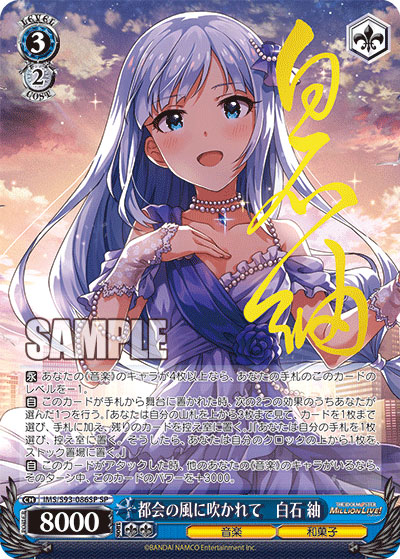 LEVEL
3
2
COST
白石紬
SAMPLE
永 あなたの《音楽》のキャラが4枚以上なら、あなたの手札のこのカードの
レベルを－1。
自 このカードが手札から舞台に置かれた時、次の2つの効果のうちあなたが
選んだ1つを行う。『あなたは自分の山札を上から3枚まで見て、カードを1枚まで
選び、手札に加え、残りのカードを控え室に置く。』『あなたは自分の手札を1枚
選び、控え室に置く。そうしたら、あなたは自分のクロックの上から1枚を、
ストック置場に置く。』
自 このカードがアタックした時、他のあなたの《音楽》のキャラがいるなら、
そのターン中、このカードのパワーを＋3000。
CH IMS/S93-086SP SP
8000
都会の風に吹かれて 白石 紬
THE IDOLM@STER
MILLION LIVE!
音楽
和菓子
©BANDAI NAMCO Entertainment Inc.